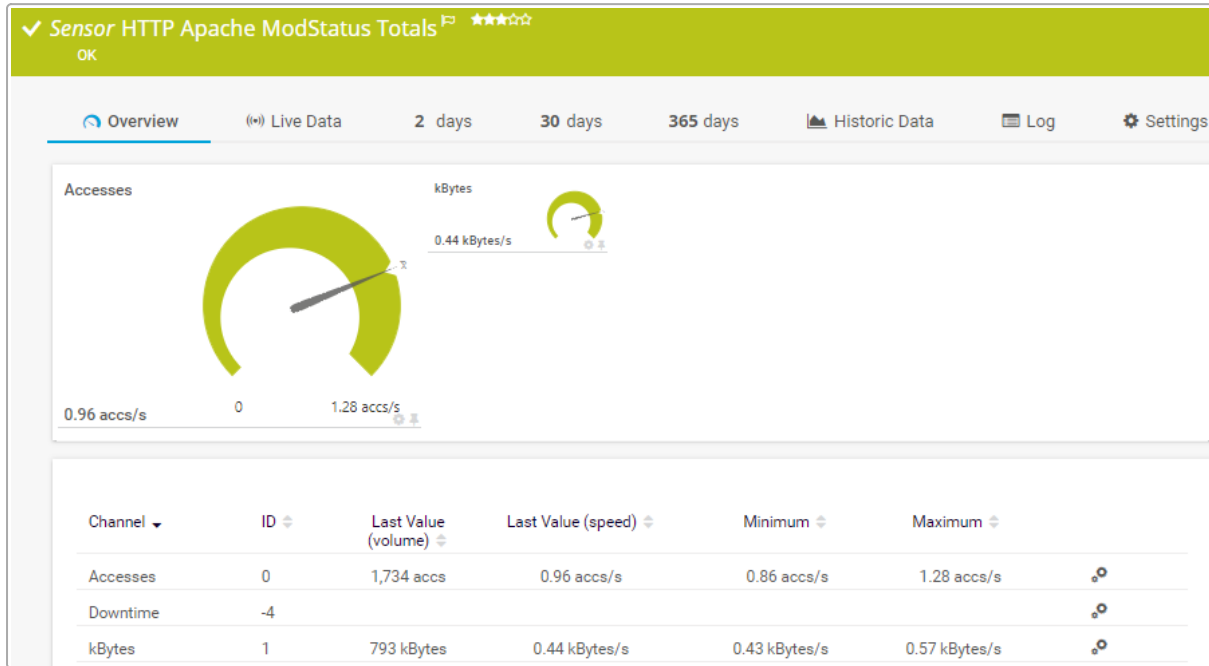 Sensor HTTP Apache ModStatus Totals
OK
Overview Live Data 2 days 30 days 365 days Historic Data Log Settings
Accesses
x
0.96 accs/s
0
1.28 accs/s
kBytes
0.44 kBytes/s
Channel ID Last Value (volume) Last Value (speed) Minimum Maximum
Accesses 0 1,734 accs 0.96 accs/s 0.86 accs/s 1.28 accs/s
Downtime -4
kBytes 1 793 kBytes 0.44 kBytes/s 0.43 kBytes/s 0.57 kBytes/s